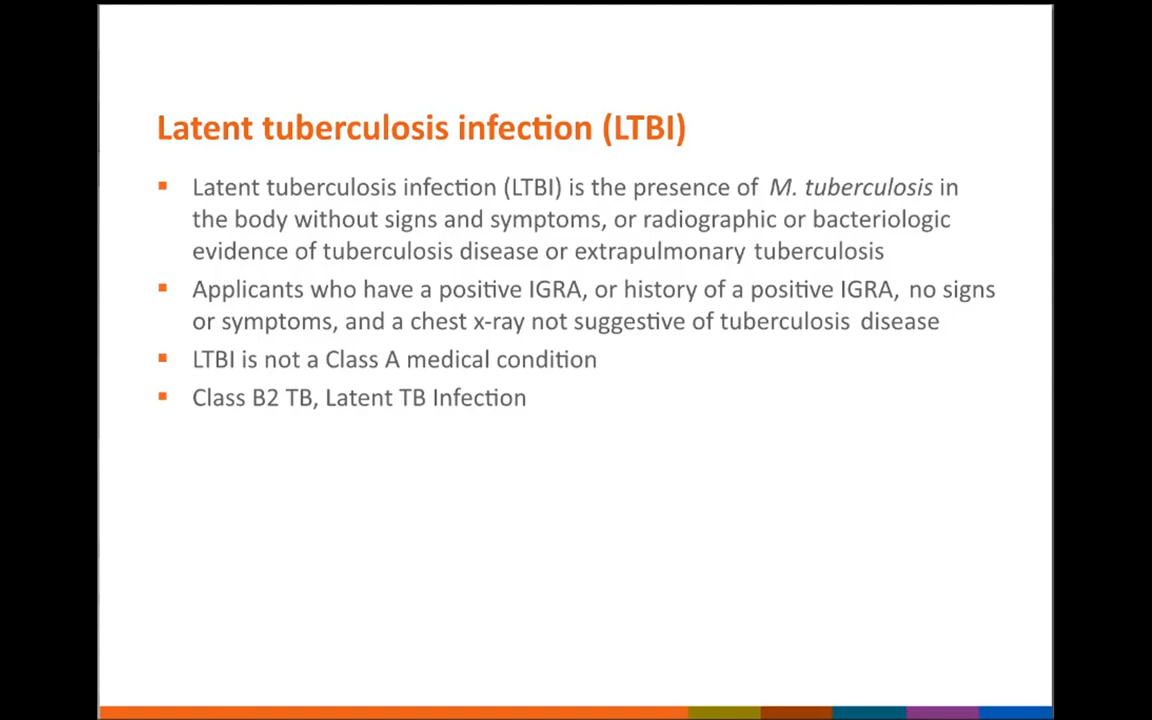 Latent tuberculosis infection (LTBI)
▪ Latent tuberculosis infection (LTBI) is the presence of M. tuberculosis in
the body without signs and symptoms, or radiographic or bacteriologic
evidence of tuberculosis disease or extrapulmonary tuberculosis
▪ Applicants who have a positive IGRA, or history of a positive IGRA, no signs
or symptoms, and a chest x-ray not suggestive of tuberculosis disease
▪ LTBI is not a Class A medical condition
▪ Class B2 TB, Latent TB Infection